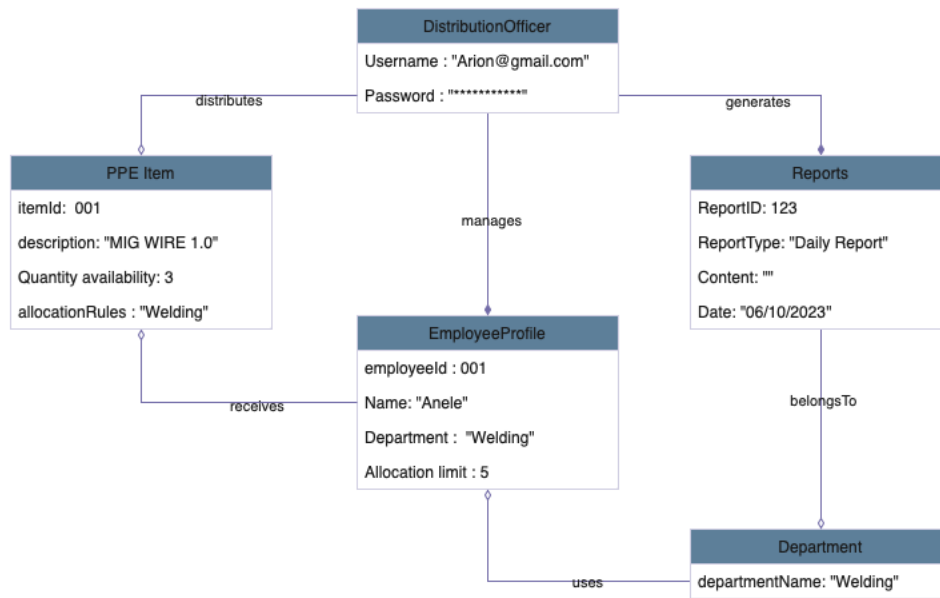 DistributionOfficer
Username : "Arion@gmail.com"
Password : "***********"
distributes
generates
PPE Item
itemId:  001
description: "MIG WIRE 1.0"
Quantity availability: 3
allocationRules : "Welding"
manages
Reports
ReportID: 123
ReportType: "Daily Report"
Content: ""
Date: "06/10/2023"
EmployeeProfile
employeeId : 001
Name: "Anele"
Department :  "Welding"
Allocation limit : 5
receives
belongsTo
Department
departmentName: "Welding"
uses